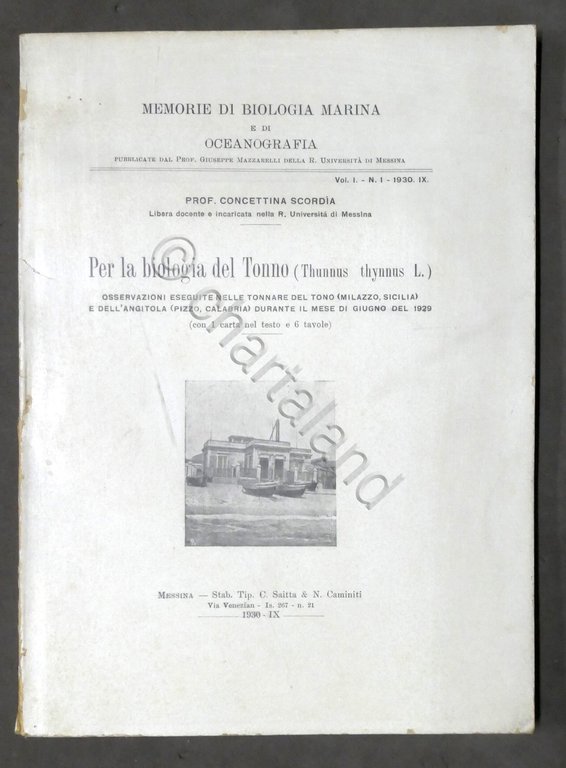 MEMORIE DI BIOLOGIA MARINA
E DI
OCEANOGRAFIA
PUBBLICATE DAL PROF. GIUSEPPE MAZZARELLI DELLA R. UNIVERSITÀ DI MESSINA
Vol. I. - N. I - 1930. IX.
PROF. CONCETTINA SCORDÌA
Libera docente e incaricata nella R. Universitá di Messina
Per la biologia del Tonno (Thunnus thynnus L.)
OSSERVAZIONI ESEGUITE NELLE TONNARE DEL TONO (MILAZZO, SICILIA)
E DELL'ANGITOLA (PIZZO, CALABRIA) DURANTE IL MESE DI GIUGNO DEL 1929
(con 1 carta nel testo e 6 tavole)
© chartaland
MESSINA — Stab. Tip. C. Saitta & N. Caminiti
Via Venezian - Is. 267 - n. 21
1930 - IX